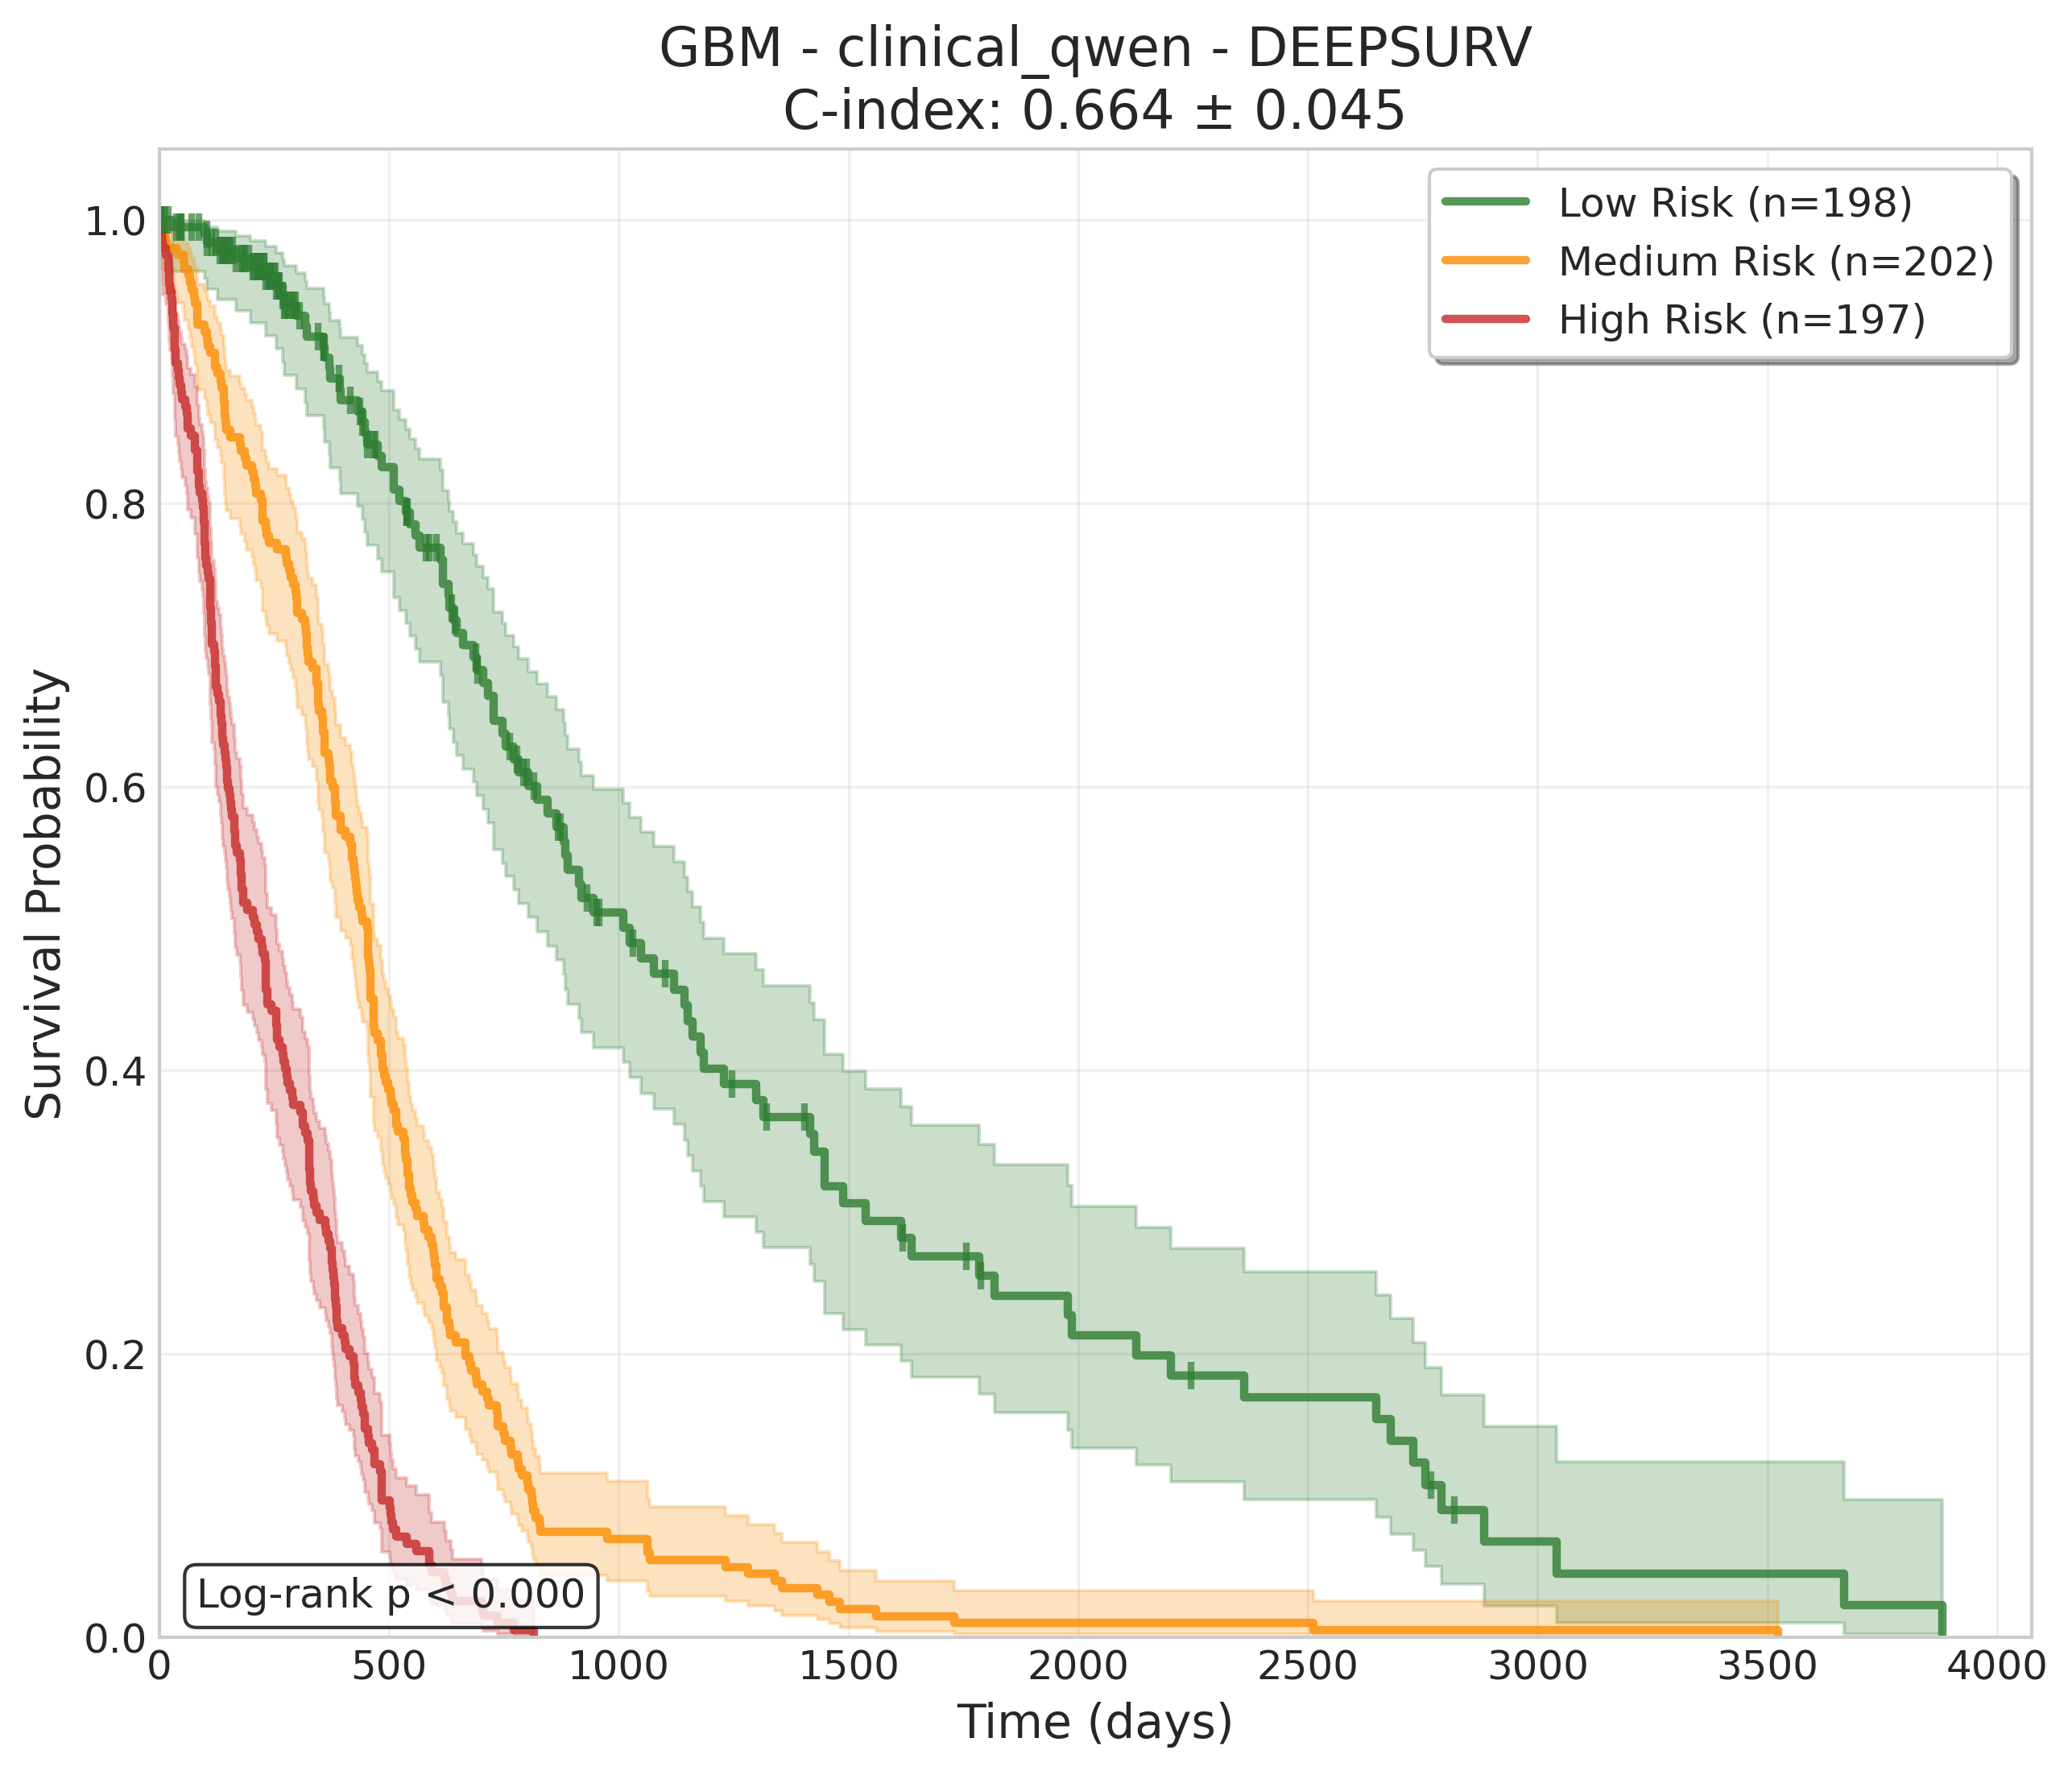 GBM - clinical_qwen - DEEPSURV
C-index: 0.664 ± 0.045
Low Risk (n=198)
Medium Risk (n=202)
High Risk (n=197)
Survival Probability
1.0
0.8
0.6
0.4
0.2
0.0
Log-rank p < 0.000
0 500 1000 1500 2000 2500 3000 3500 4000
Time (days)